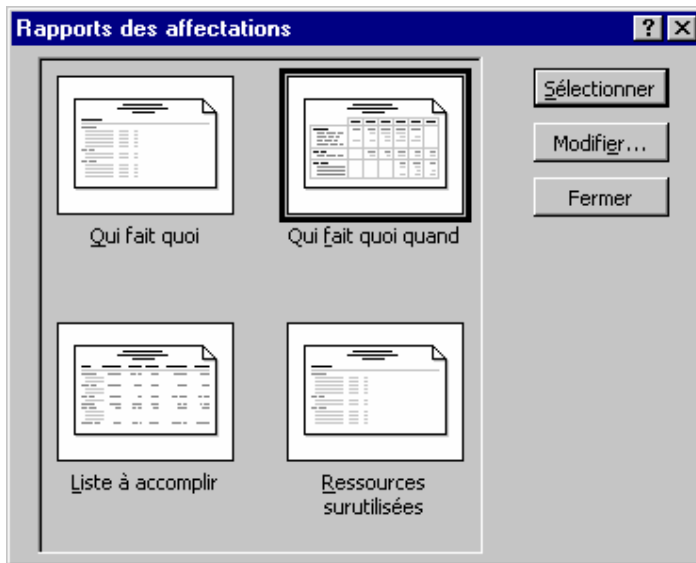 Rapports des affectations
Sélectionner
Modifier...
Fermer
Qui fait quoi
Qui fait quoi quand
Liste à accomplir
Ressources
surutilisées